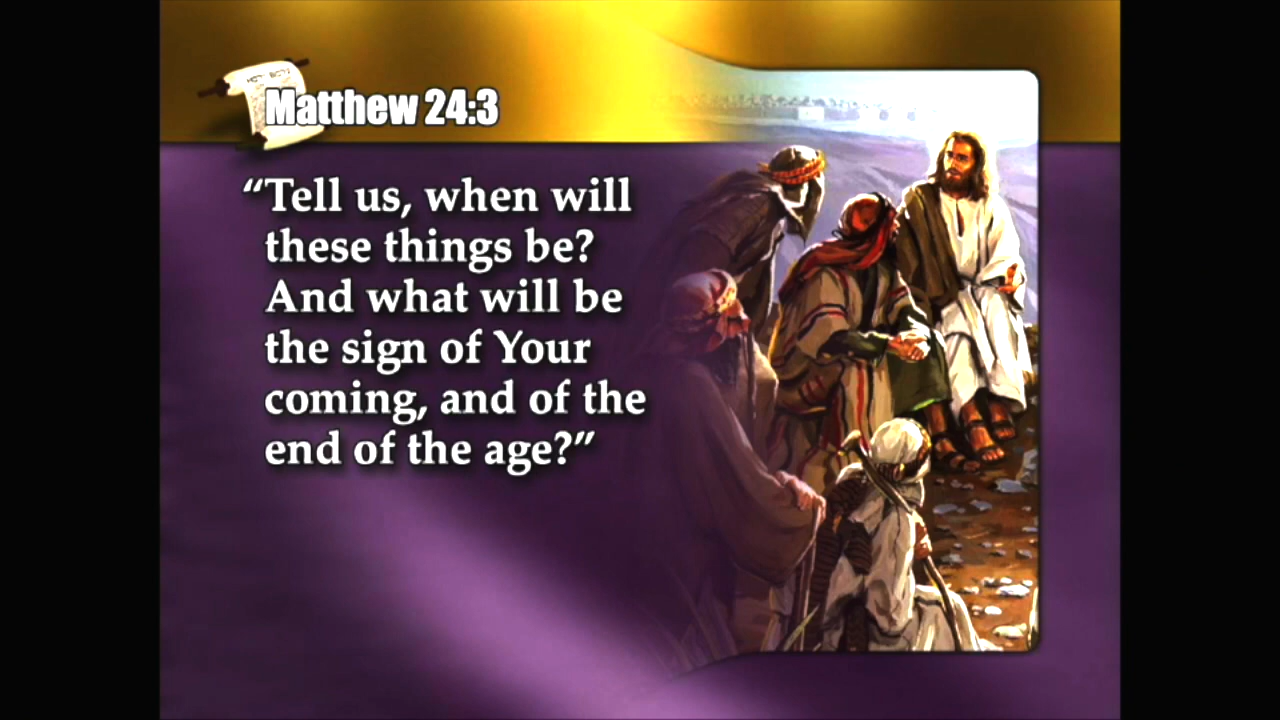 Matthew 24:3
“Tell us, when will
these things be?
And what will be
the sign of Your
coming, and of the
end of the age?”